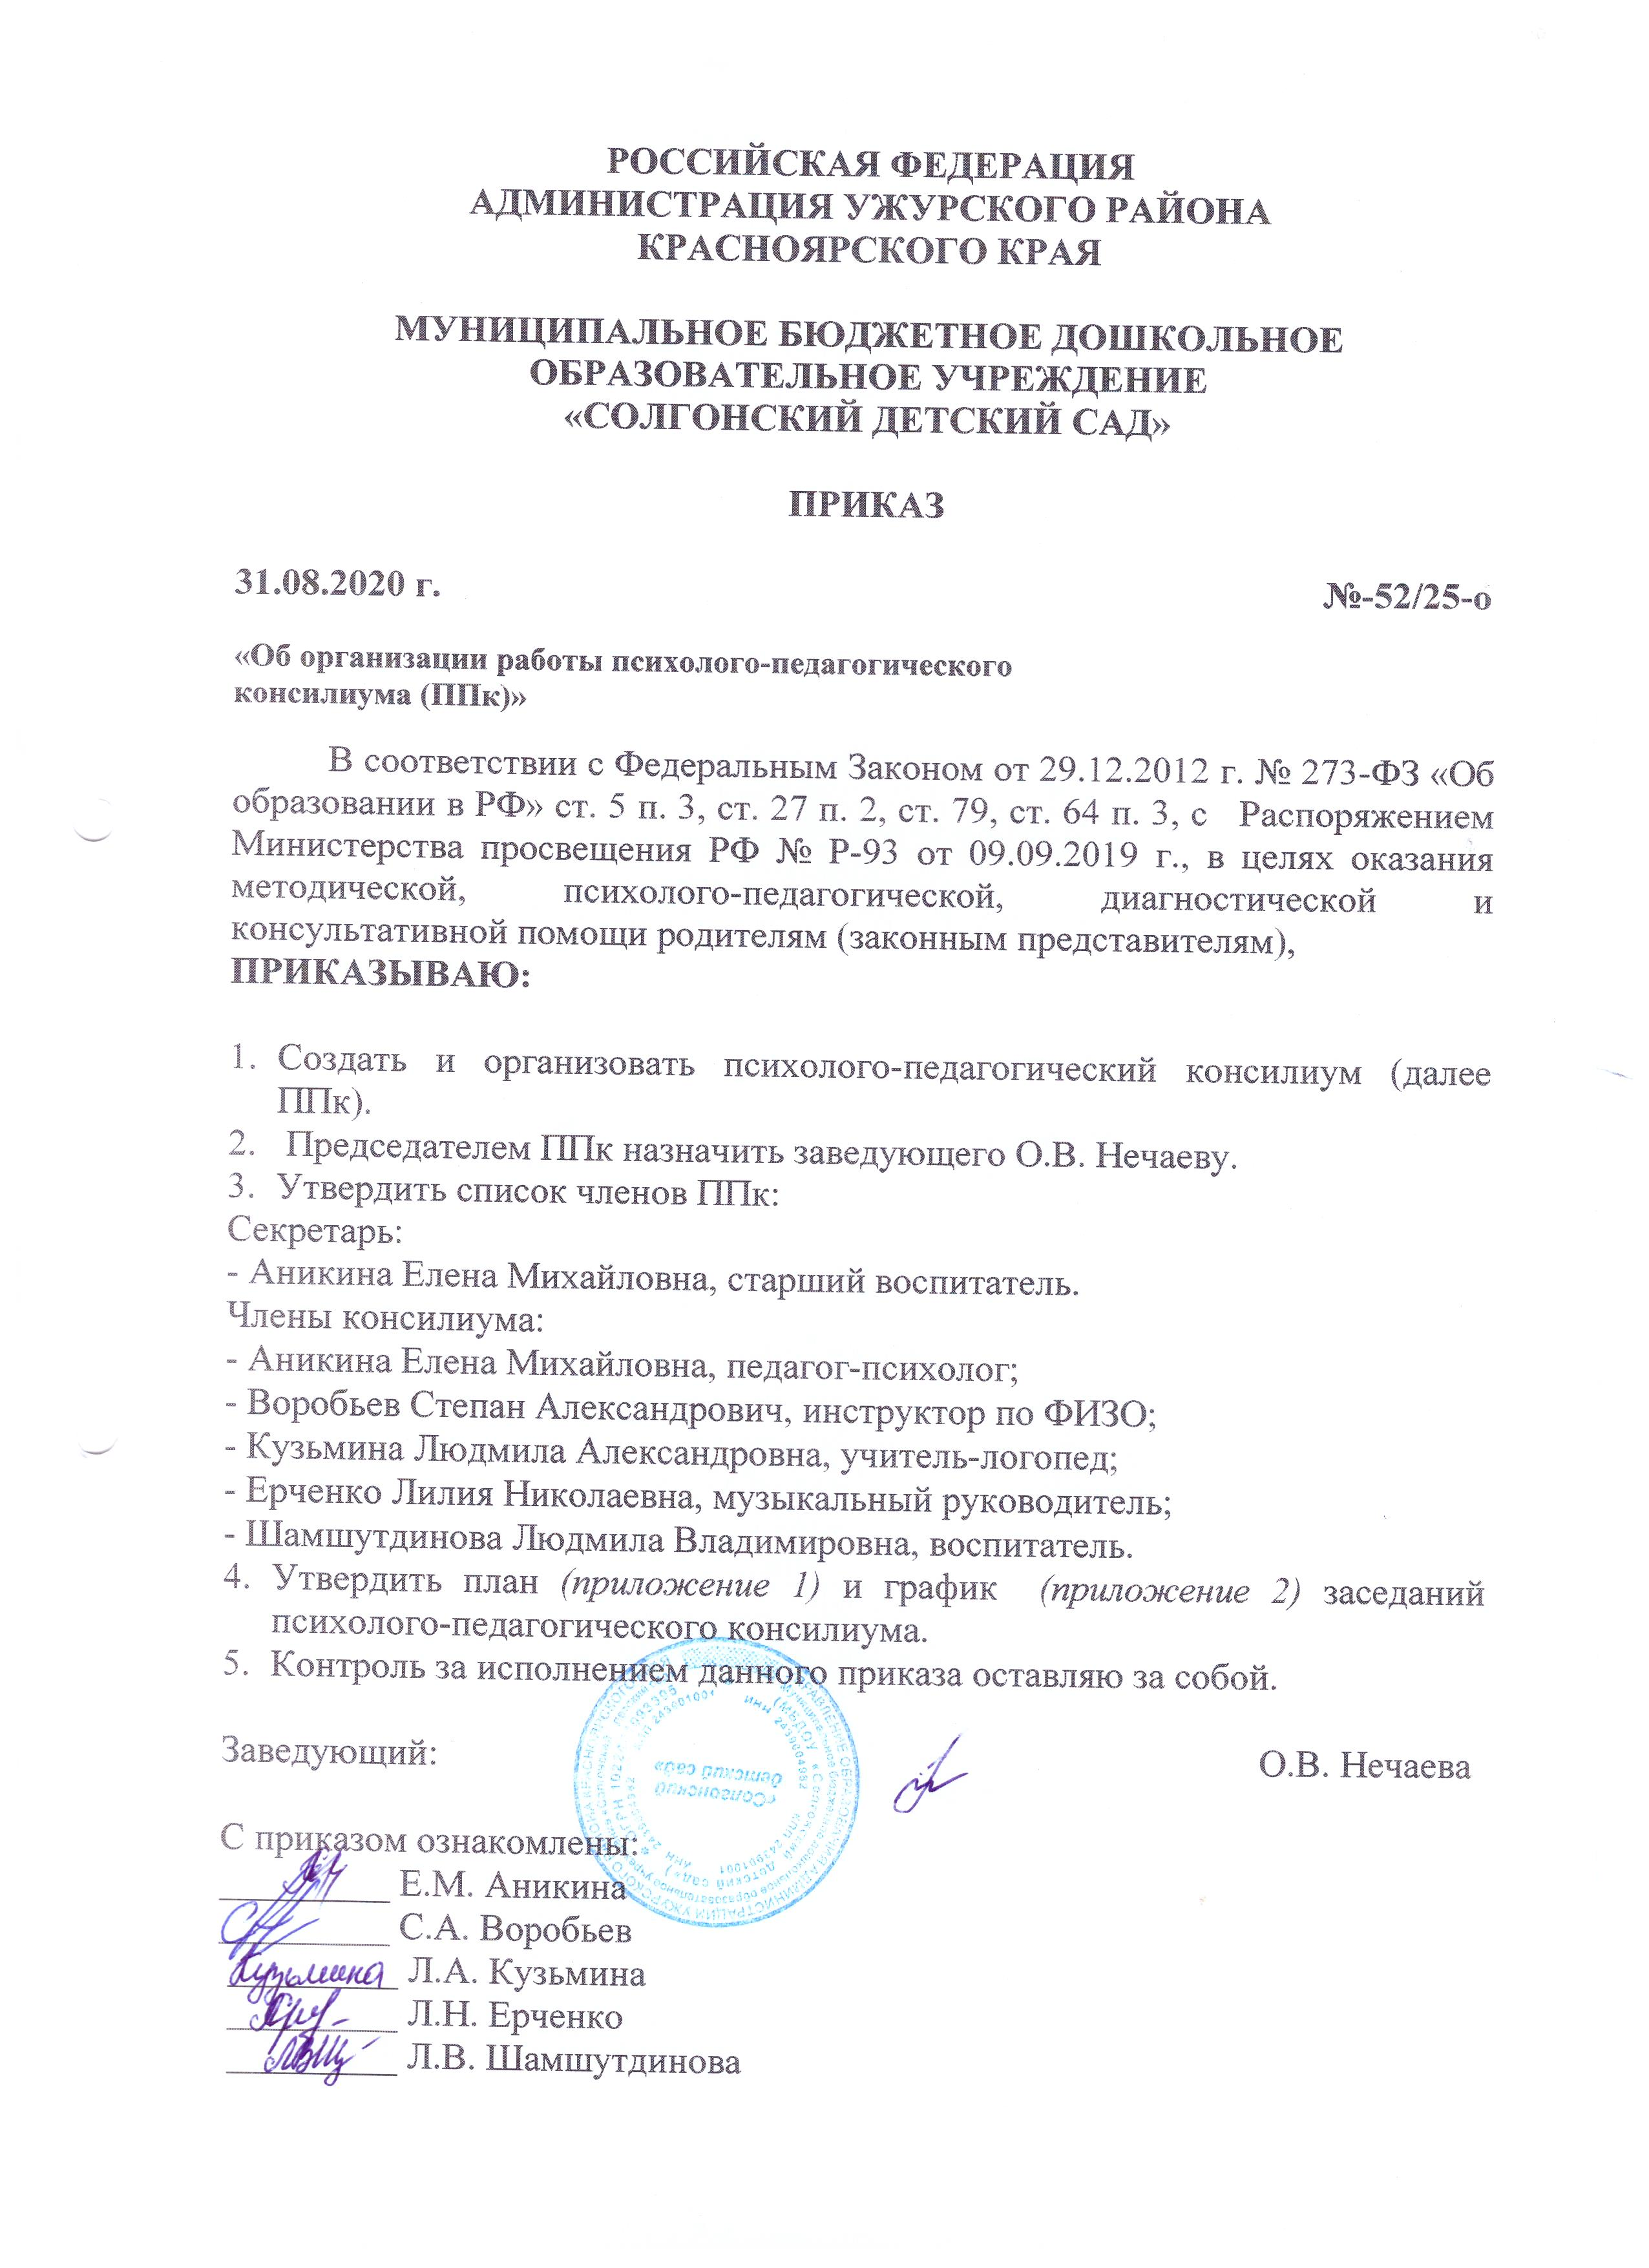 РОССИЙСКАЯ ФЕДЕРАЦИЯ
АДМИНИСТРАЦИЯ УЖУРСКОГО РАЙОНА
КРАСНОЯРСКОГО КРАЯ
МУНИЦИПАЛЬНОЕ БЮДЖЕТНОЕ ДОШКОЛЬНОЕ
ОБРАЗОВАТЕЛЬНОЕ УЧРЕЖДЕНИЕ
«СОЛГОНСКИЙ ДЕТСКИЙ САД»
ПРИКАЗ
31.08.2020 г. №-52/25-о
«Об организации работы психолого-педагогического
консилиума (ППк)»
В соответствии с Федеральным Законом от 29.12.2012 г. № 273-ФЗ «Об
образовании в РФ» ст. 5 п. 3, ст. 27 п. 2, ст. 79, ст. 64 п. 3, с Распоряжением
Министерства просвещения РФ № Р-93 от 09.09.2019 г., в целях оказания
методической, психолого-педагогической, диагностической и
консультативной помощи родителям (законным представителям),
ПРИКАЗЫВАЮ:
1. Создать и организовать психолого-педагогический консилиум (далее
ППк).
2. Председателем ППк назначить заведующего О.В. Нечаеву.
3. Утвердить список членов ППк:
Секретарь:
- Аникина Елена Михайловна, старший воспитатель.
Члены консилиума:
- Аникина Елена Михайловна, педагог-психолог;
- Воробьев Степан Александрович, инструктор по ФИЗО;
- Кузьмина Людмила Александровна, учитель-логопед;
- Ерченко Лилия Николаевна, музыкальный руководитель;
- Шамшутдинова Людмила Владимировна, воспитатель.
4. Утвердить план (приложение 1) и график (приложение 2) заседаний
психолого-педагогического консилиума.
5. Контроль за исполнением данного приказа оставляю за собой.
«Солгонский
детский сад»
Заведующий: О.В. Нечаева
С приказом ознакомлены:
Е.М. Аникина
С.А. Воробьев
Кузьмина Л.А. Кузьмина
Л.Н. Ерченко
Л.В. Шамшутдинова